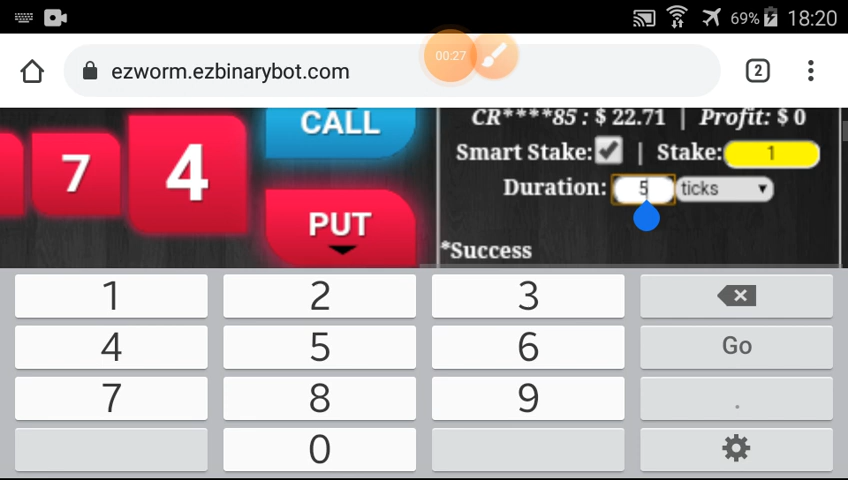 69% 18:20
00:27
ezworm.ezbinarybot.com 2
CALL
CR****85 : $ 22.71 | Profit: $ 0
7 4
Smart Stake: | Stake: 1
Duration: 5 ticks
PUT
*Success
1 2 3
4 5 6 Go
7 8 9 .
0